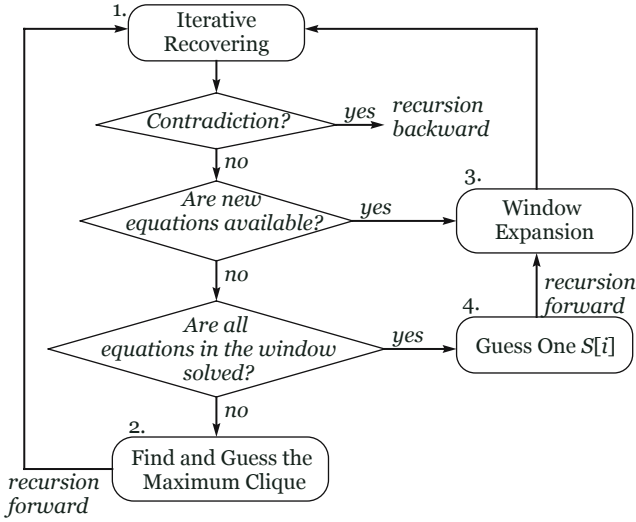 1.
Iterative
Recovering
Contradiction?
yes
recursion
backward
no
Are new
equations available?
yes
3.
Window
Expansion
no
recursion
forward
Are all
equations in the window
solved?
yes
4.
Guess One S[i]
no
2.
Find and Guess the
Maximum Clique
recursion
forward